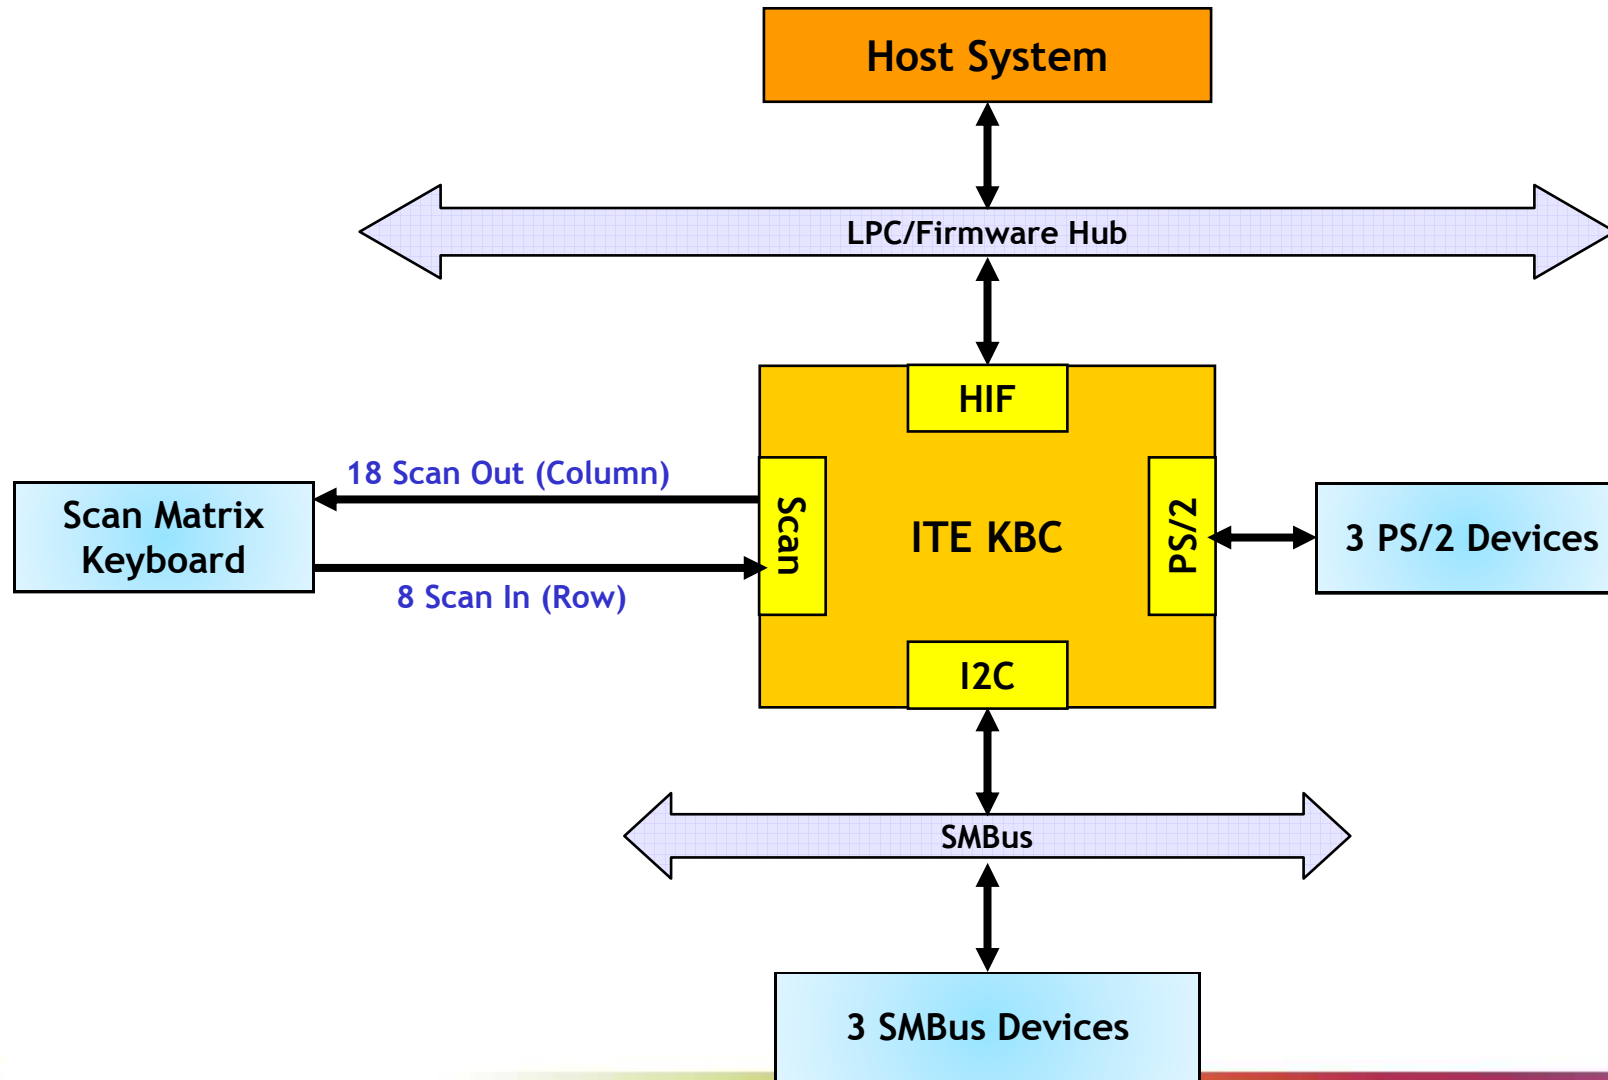 Host System
LPC/Firmware Hub
HIF
18 Scan Out (Column)
Scan Matrix
Keyboard
8 Scan In (Row)
Scan
ITE KBC
PS/2
3 PS/2 Devices
I2C
SMBus
3 SMBus Devices